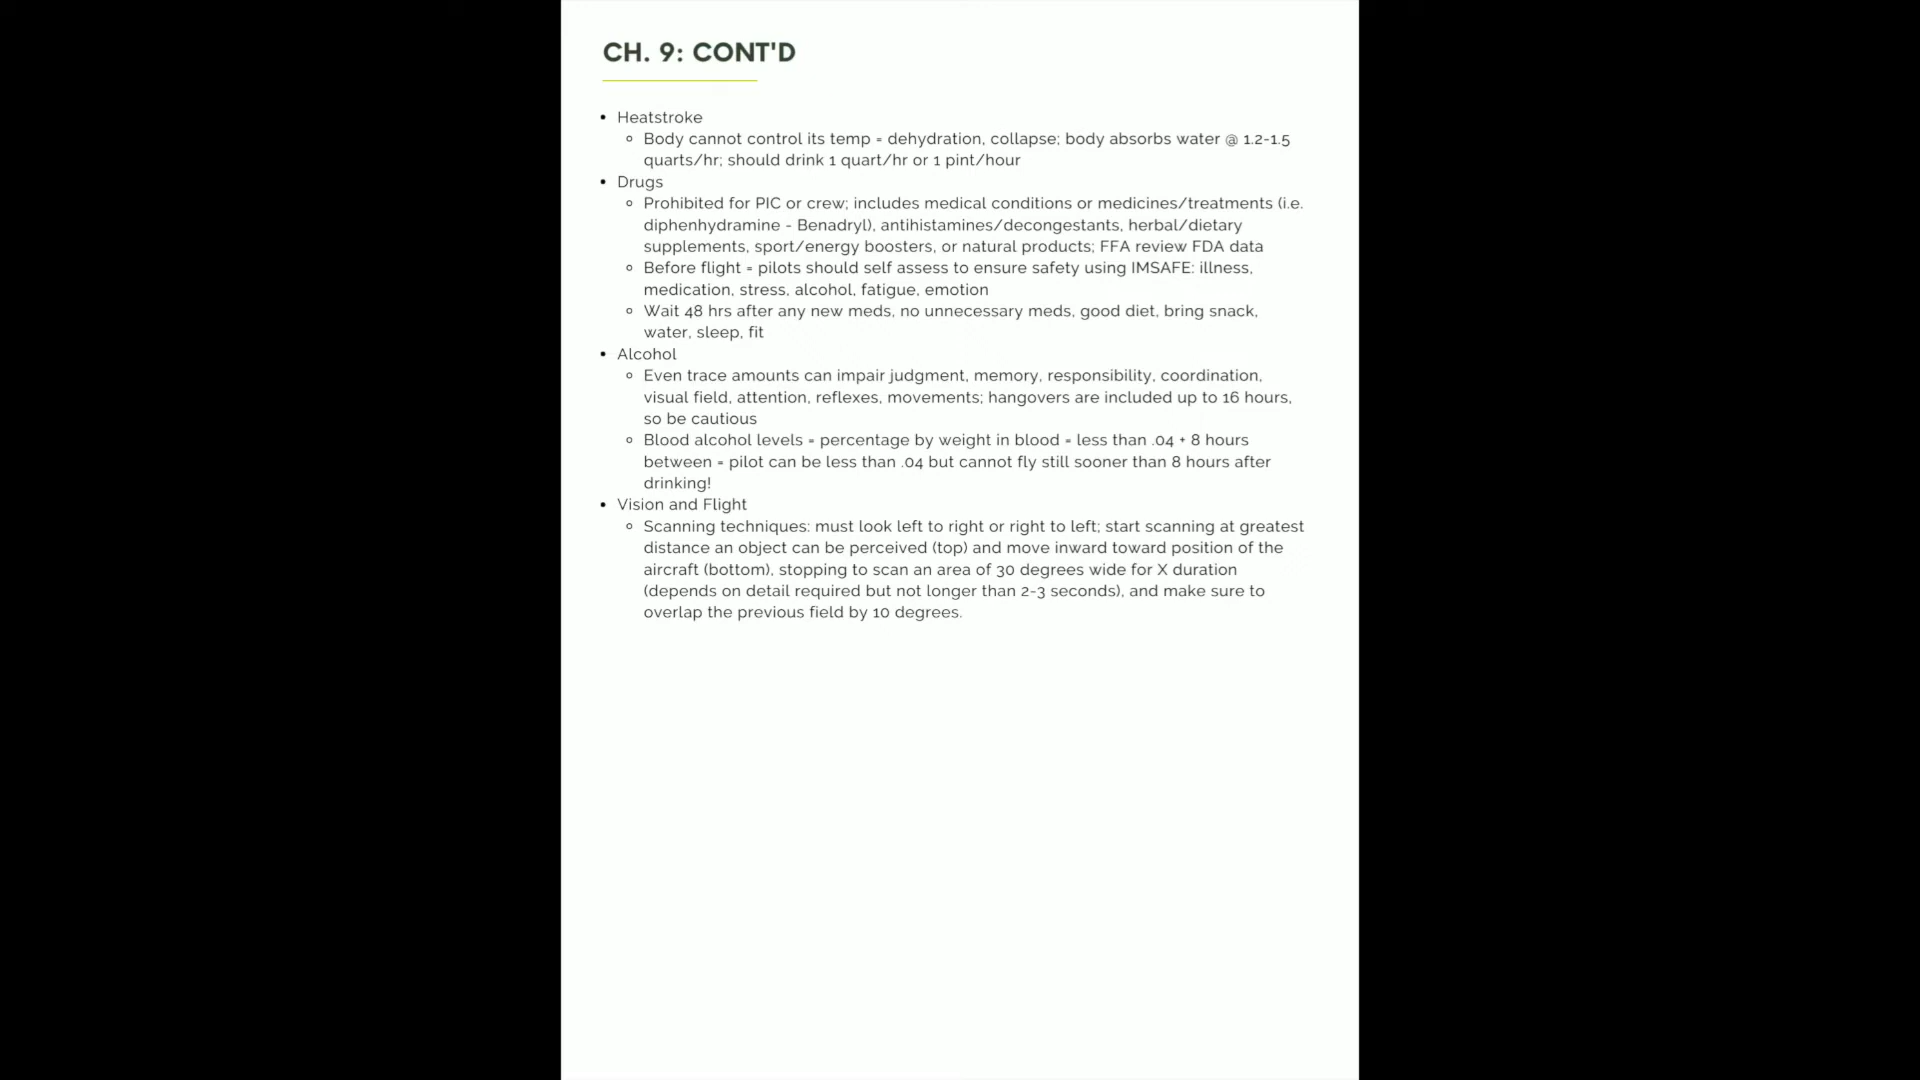 CH. 9: CONT'D
• Heatstroke
◦ Body cannot control its temp = dehydration, collapse; body absorbs water @ 1.2-1.5
quarts/hr; should drink 1 quart/hr or 1 pint/hour
• Drugs
◦ Prohibited for PIC or crew; includes medical conditions or medicines/treatments (i.e.
diphenhydramine - Benadryl), antihistamines/decongestants, herbal/dietary
supplements, sport/energy boosters, or natural products; FFA review FDA data
◦ Before flight = pilots should self assess to ensure safety using IMSAFE: illness,
medication, stress, alcohol, fatigue, emotion
◦ Wait 48 hrs after any new meds, no unnecessary meds, good diet, bring snack,
water, sleep, fit
• Alcohol
◦ Even trace amounts can impair judgment, memory, responsibility, coordination,
visual field, attention, reflexes, movements; hangovers are included up to 16 hours,
so be cautious
◦ Blood alcohol levels = percentage by weight in blood = less than .04 + 8 hours
between = pilot can be less than .04 but cannot fly still sooner than 8 hours after
drinking!
• Vision and Flight
◦ Scanning techniques: must look left to right or right to left; start scanning at greatest
distance an object can be perceived (top) and move inward toward position of the
aircraft (bottom), stopping to scan an area of 30 degrees wide for X duration
(depends on detail required but not longer than 2-3 seconds), and make sure to
overlap the previous field by 10 degrees.